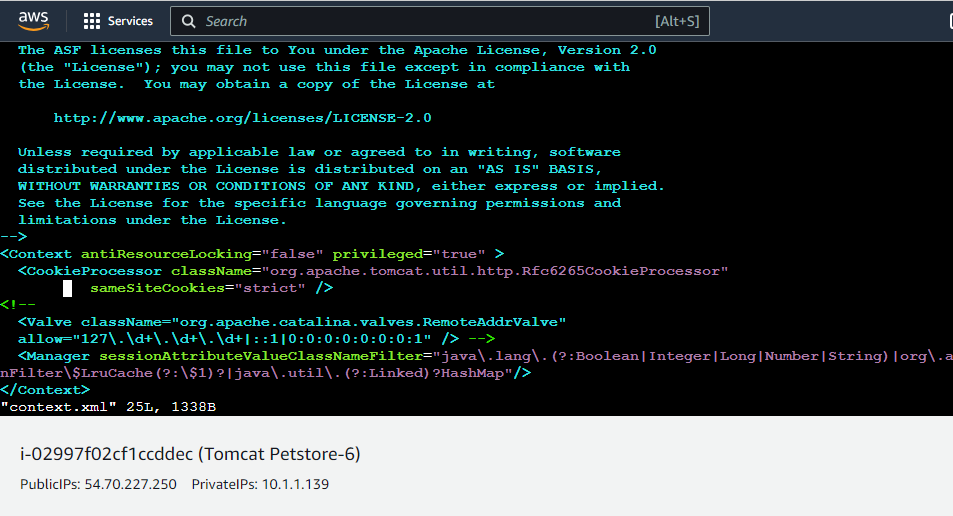 aws
Services
Search
[Alt+S]
The ASF licenses this file to You under the Apache License, Version 2.0
(the "License"); you may not use this file except in compliance with
the License.  You may obtain a copy of the License at
http://www.apache.org/licenses/LICENSE-2.0
Unless required by applicable law or agreed to in writing, software
distributed under the License is distributed on an "AS IS" BASIS,
WITHOUT WARRANTIES OR CONDITIONS OF ANY KIND, either express or implied.
See the License for the specific language governing permissions and
limitations under the License.
-->
<Context antiResourceLocking="false" privileged="true" >
<CookieProcessor className="org.apache.tomcat.util.http.Rfc6265CookieProcessor"
sameSiteCookies="strict" />
<!--
<Valve className="org.apache.catalina.valves.RemoteAddrValve"
allow="127\.\d+\.\d+\.\d+|::1|0:0:0:0:0:0:0:1" /> -->
<Manager sessionAttributeValueClassNameFilter="java\.lang\.(?:Boolean|Integer|Long|Number|String)|org\.a
nFilter\$LruCache(?:\$1)?|java\.util\.(?:Linked)?HashMap"/>
</Context>
"context.xml" 25L, 1338B
i-02997f02cf1ccddec (Tomcat Petstore-6)
PublicIPs: 54.70.227.250    PrivateIPs: 10.1.1.139